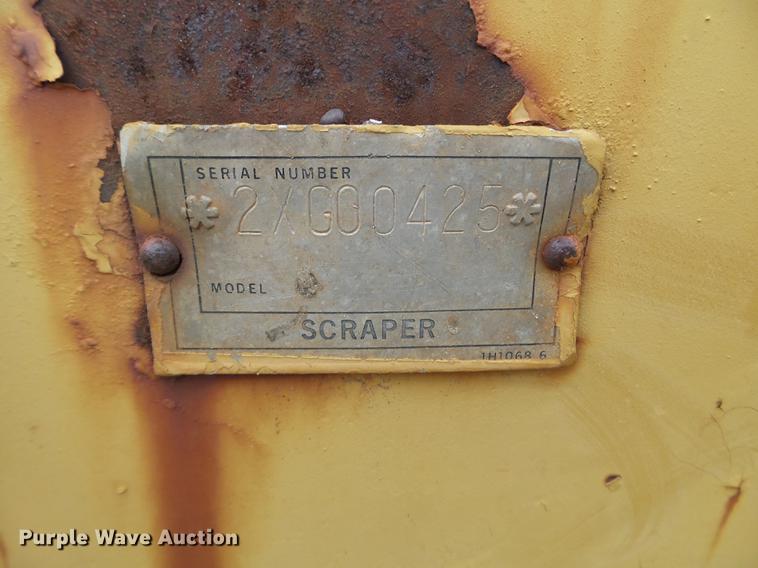 SERIAL NUMBER
*2XG00425*
MODEL
SCRAPER
1H1068 6
Purple Wave Auction